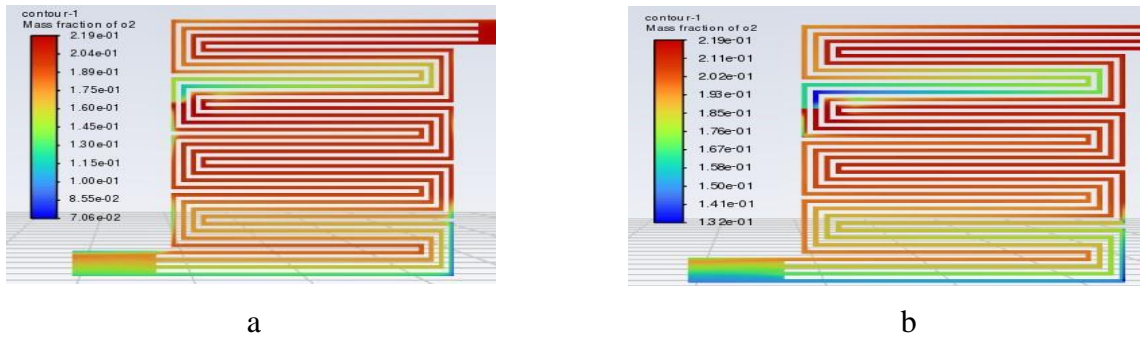 contour-1
Mass fraction of o2
2.19e-01
2.04e-01
1.89e-01
1.75e-01
1.60e-01
1.45e-01
1.30e-01
1.15e-01
1.00e-01
8.55e-02
7.06e-02
a
contour-1
Mass fraction of o2
2.19e-01
2.11e-01
2.02e-01
1.93e-01
1.85e-01
1.76e-01
1.67e-01
1.58e-01
1.50e-01
1.41e-01
1.32e-01
b